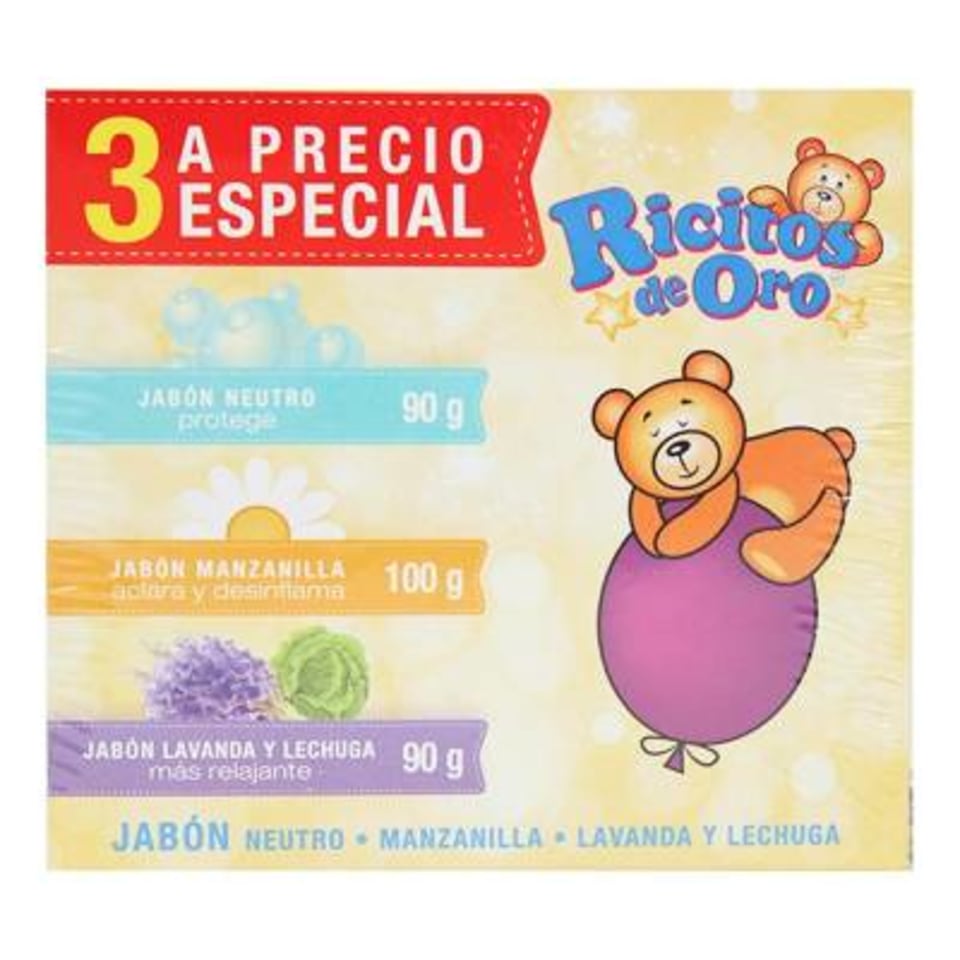 3 A PRECIO
ESPECIAL
Ricitos
de Oro
JABÓN NEUTRO
protege
90 g
JABÓN MANZANILLA
aclara y desinflama
100 g
JABÓN LAVANDA Y LECHUGA
más relajante
90 g
JABÓN NEUTRO • MANZANILLA • LAVANDA Y LECHUGA